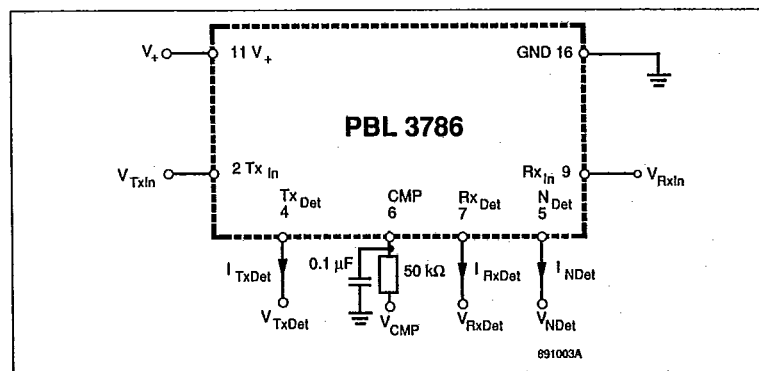 V+
11 V+
GND 16
PBL 3786
VTxIn
2 TxIn
RxIn 9
VRxIn
TxDet
4
CMP
6
RxDet
7
NDet
5
ITxDet
0.1 µF
50 kΩ
IRxDet
INDet
VTxDet
VCMP
VRxDet
VNDet
891003A